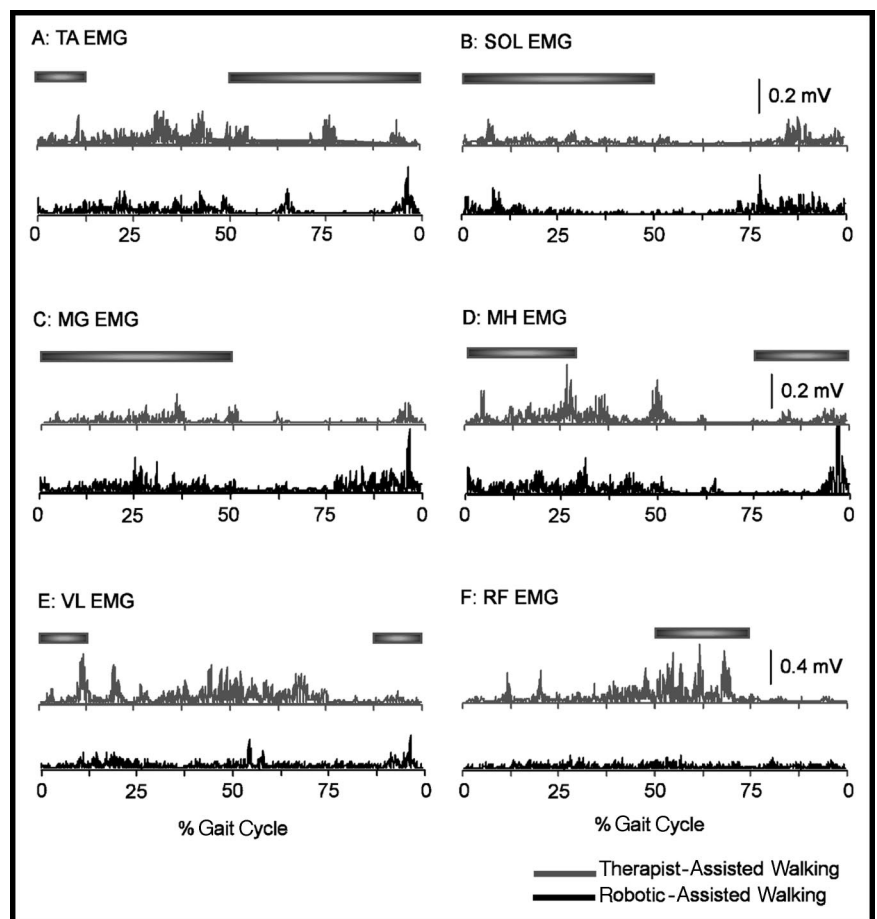 A: TA EMG
B: SOL EMG
0.2 mV
0 25 50 75 0
0 25 50 75 0
C: MG EMG
D: MH EMG
0.2 mV
0 25 50 75 0
0 25 50 75 0
E: VL EMG
F: RF EMG
0.4 mV
0 25 50 75 0
0 25 50 75 0
% Gait Cycle
% Gait Cycle
Therapist-Assisted Walking
Robotic-Assisted Walking